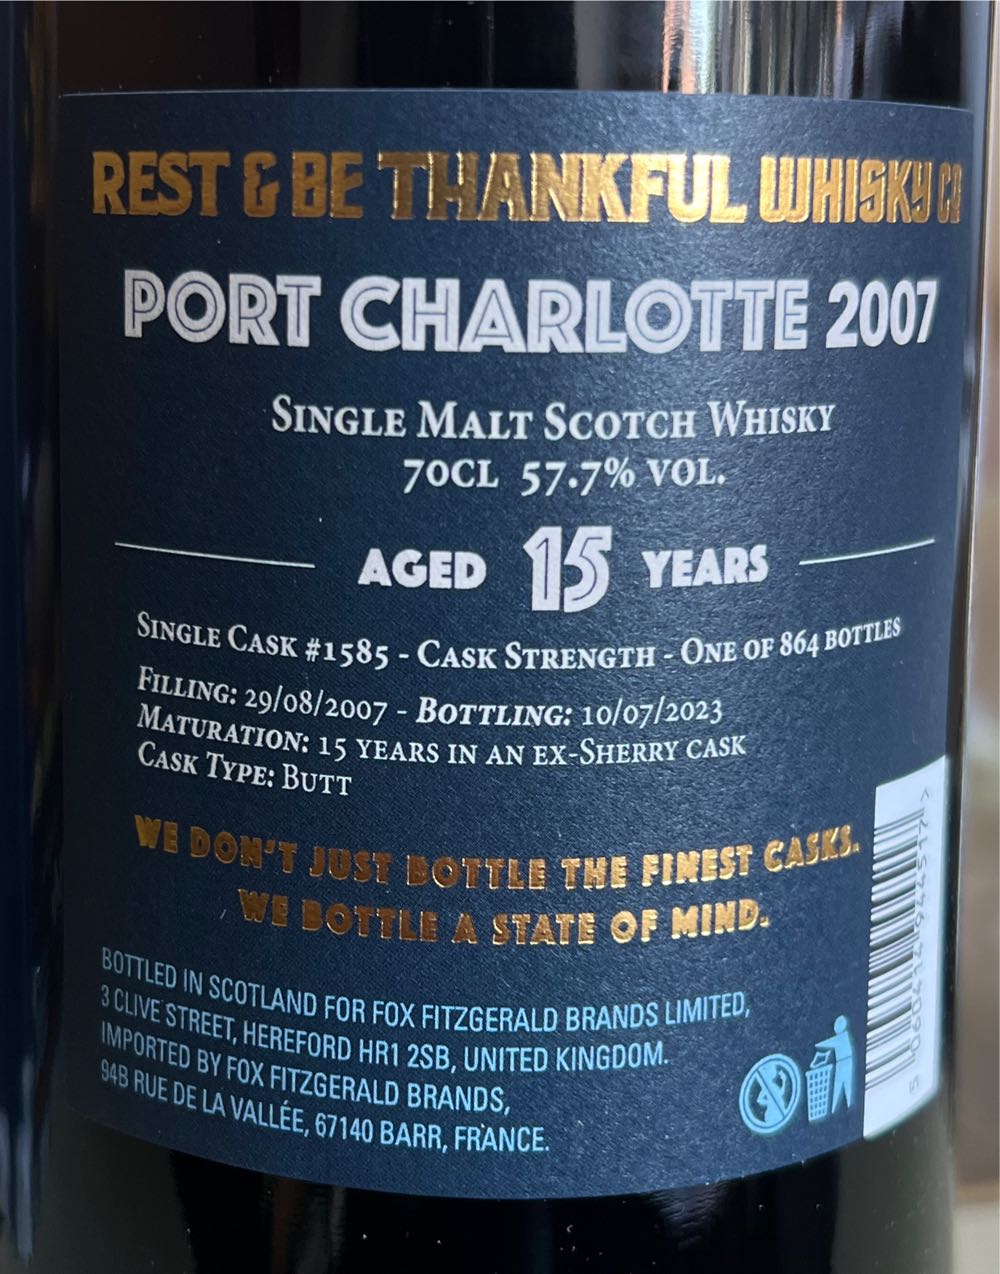 REST & BE THANKFUL WHISKY CO
PORT CHARLOTTE 2007
SINGLE MALT SCOTCH WHISKY
70CL 57.7% VOL.
AGED 15 YEARS
SINGLE CASK #1585 - CASK STRENGTH - ONE OF 864 BOTTLES
FILLING: 29/08/2007 - BOTTLING: 10/07/2023
MATURATION: 15 YEARS IN AN EX-SHERRY CASK
CASK TYPE: BUTT
WE DON'T JUST BOTTLE THE FINEST CASKS.
WE BOTTLE A STATE OF MIND.
BOTTLED IN SCOTLAND FOR FOX FITZGERALD BRANDS LIMITED,
3 CLIVE STREET, HEREFORD HR1 2SB, UNITED KINGDOM.
IMPORTED BY FOX FITZGERALD BRANDS,
94B RUE DE LA VALLÉE, 67140 BARR, FRANCE.
5 060414 944517 >